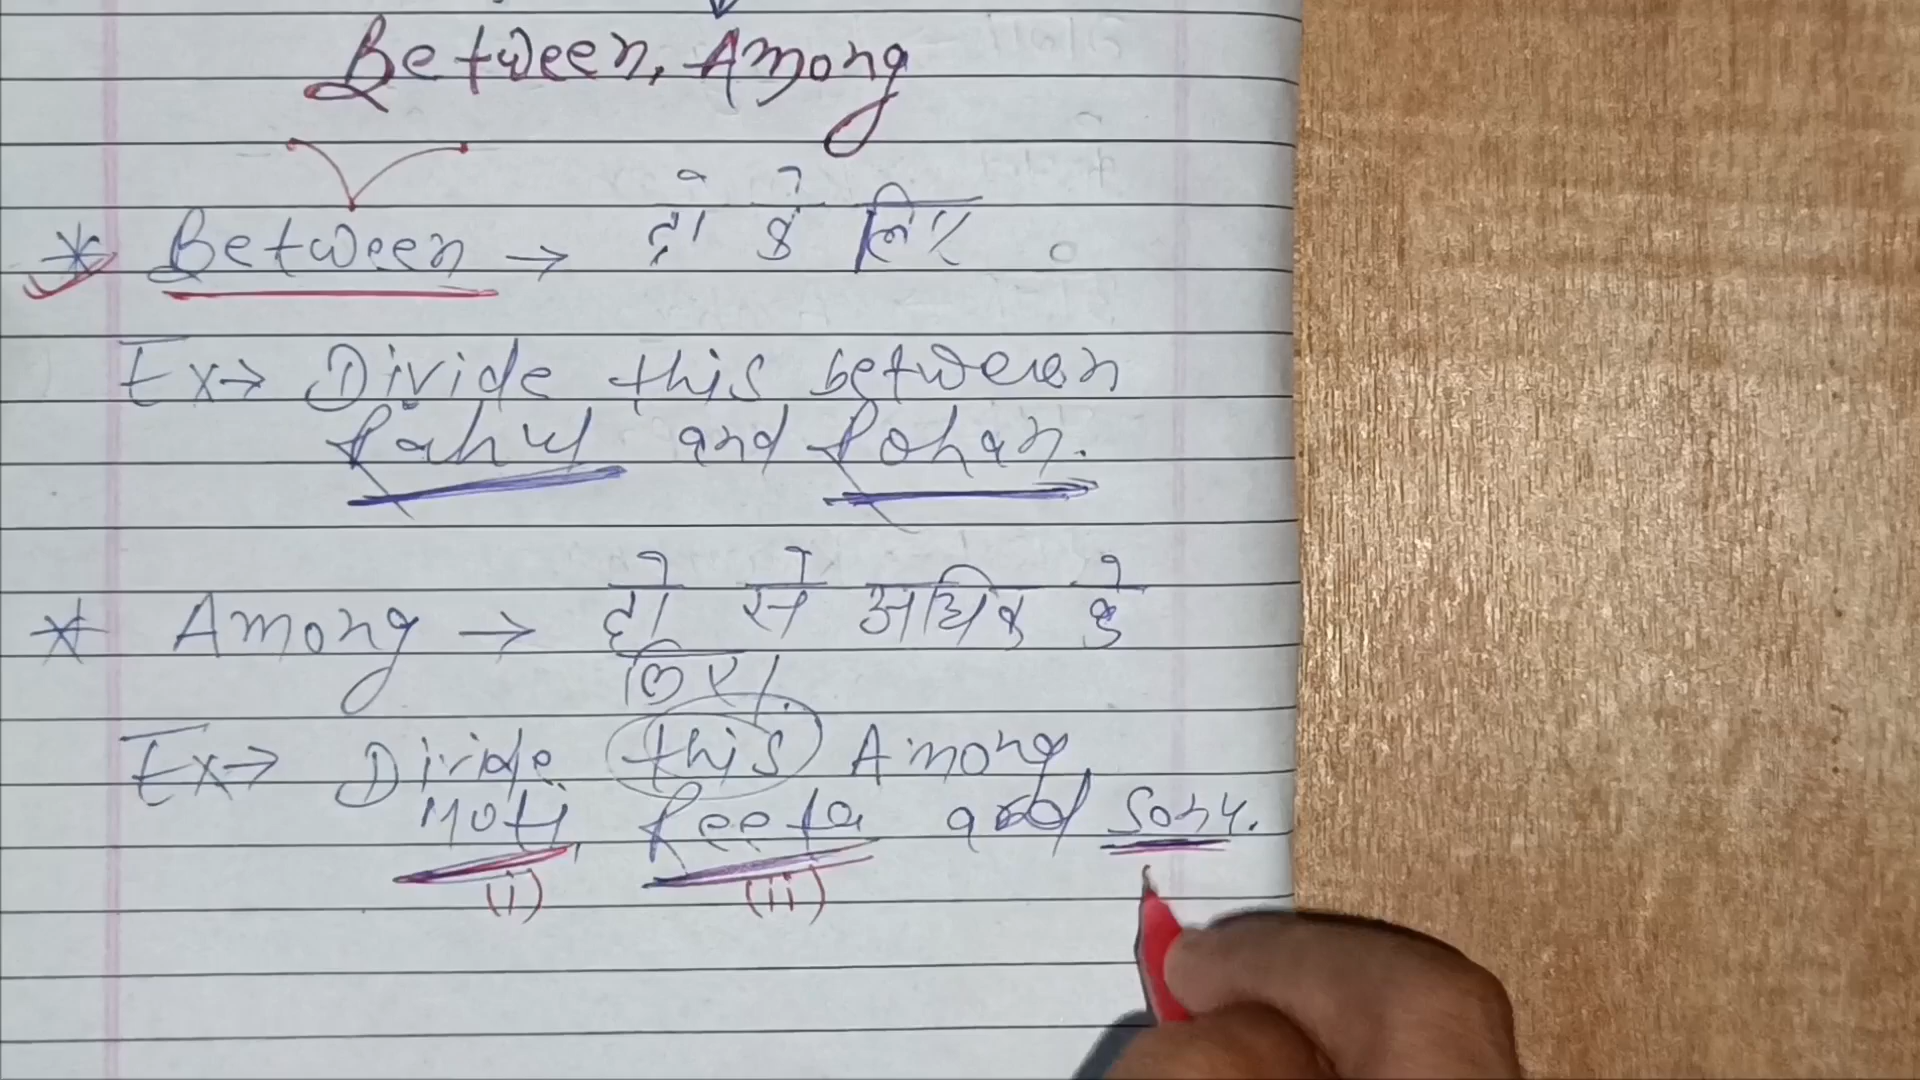 Between, Among
* Between → दो के लिए
Ex→ Divide this between
Rahul and Rohan.
* Among → दो से अधिक के
लिए.
Ex→ Divide this Among
Moti, Reeta and Sonu.
(i) (ii)